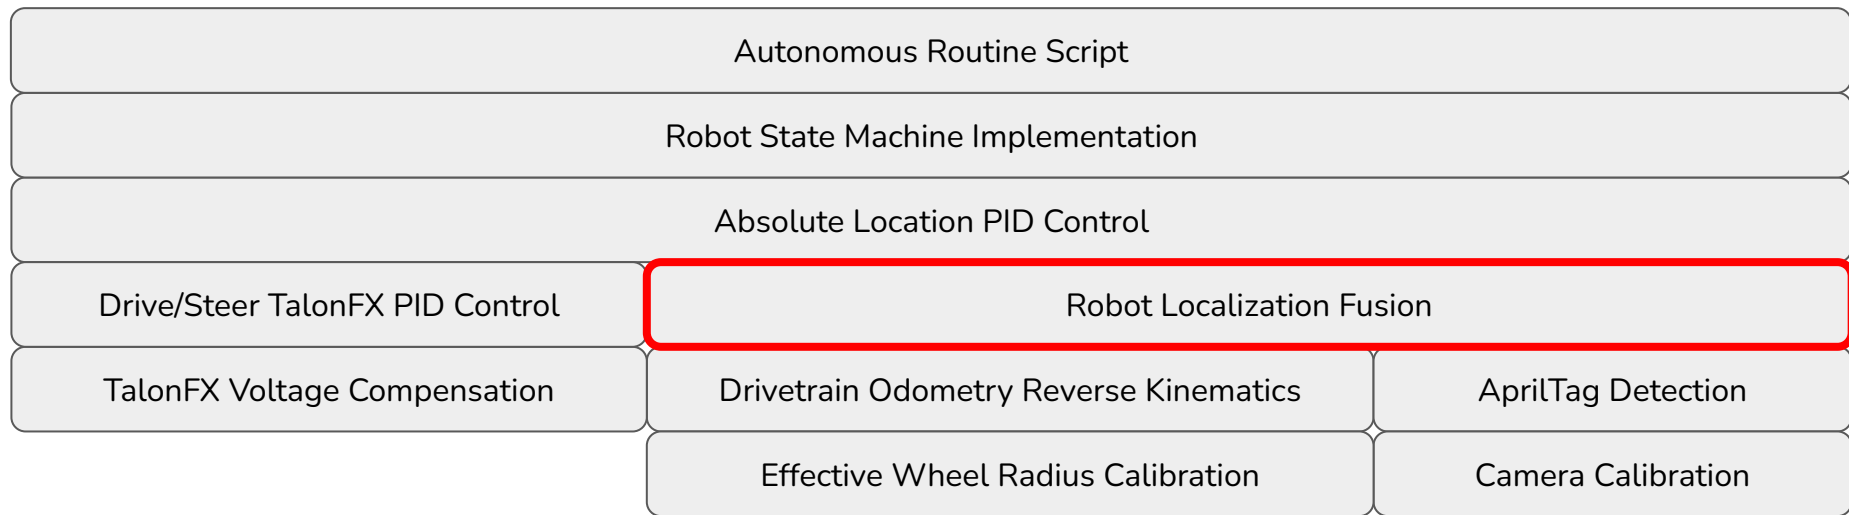 Autonomous Routine Script
Robot State Machine Implementation
Absolute Location PID Control
Drive/Steer TalonFX PID Control
Robot Localization Fusion
TalonFX Voltage Compensation
Drivetrain Odometry Reverse Kinematics
AprilTag Detection
Effective Wheel Radius Calibration
Camera Calibration